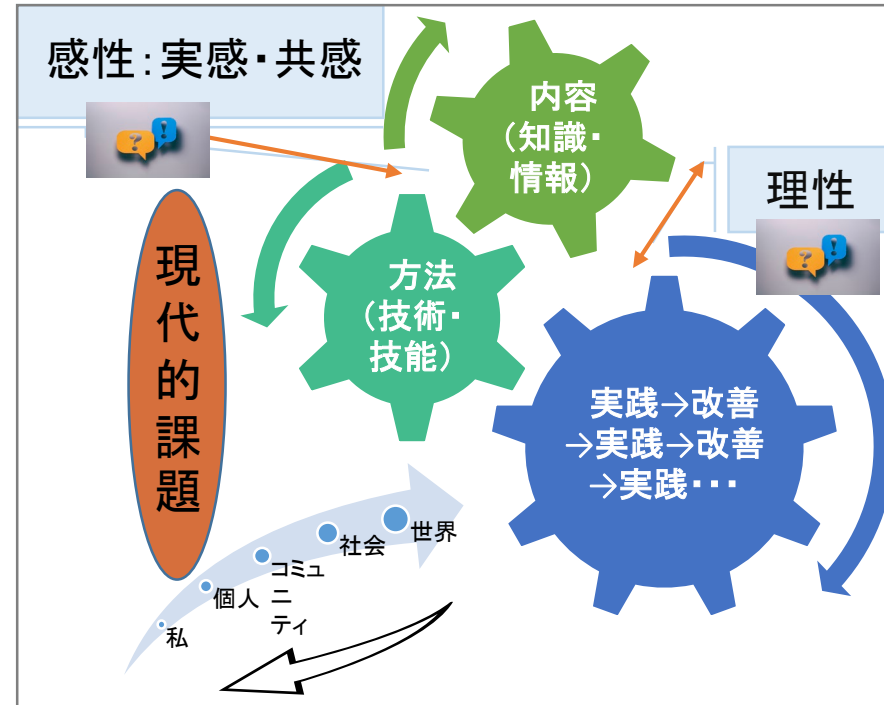 感性：実感・共感
?
!
内容
（知識・
情報）
理性
?
!
現
代
的
課
題
方法
（技術・
技能）
実践→改善
→実践→改善
→実践・・・
世界
社会
コミュ
ニ
ティ
個人
私